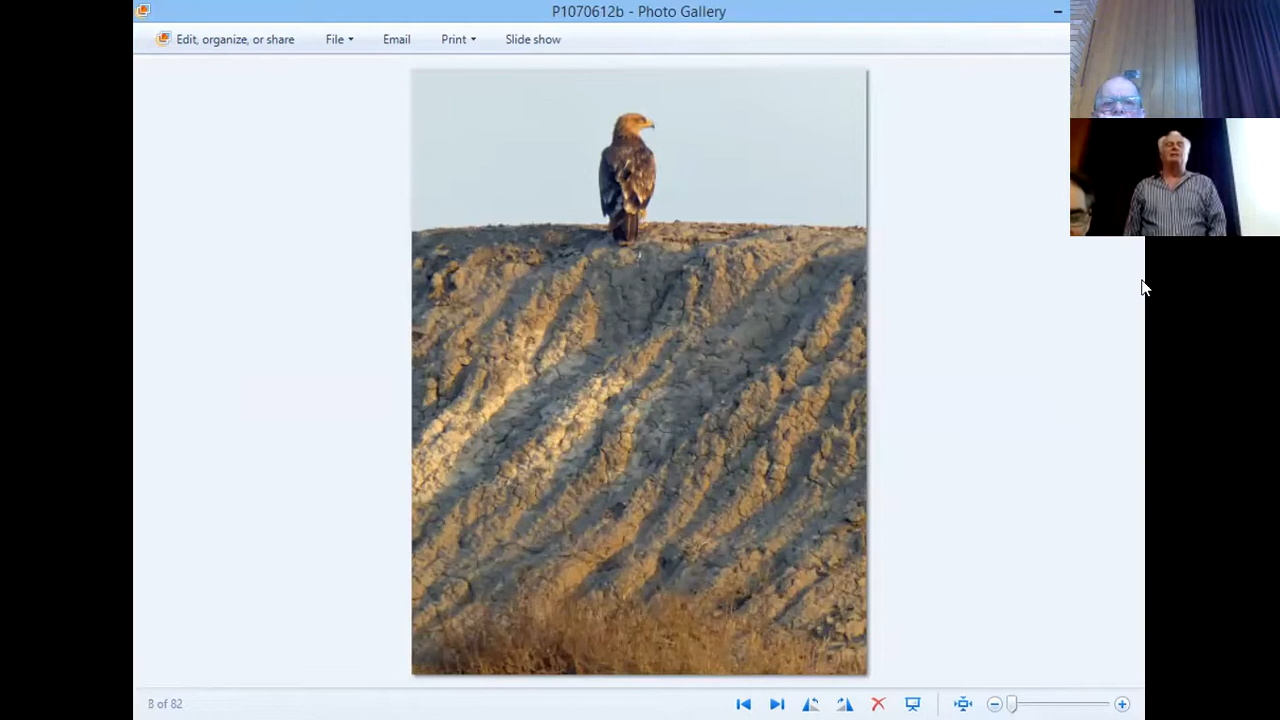 P1070612b - Photo Gallery
Edit, organize, or share File Email Print Slide show
8 of 82